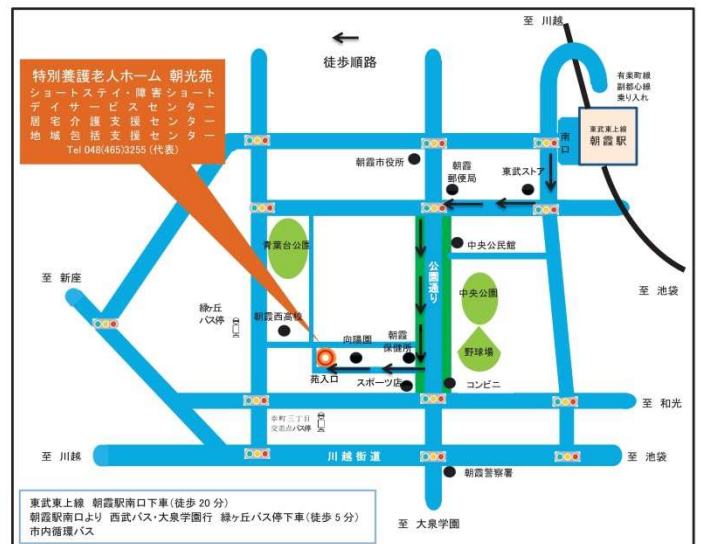 至 川越
徒歩順路
有楽町線
副都心線
乗り入れ
特別養護老人ホーム 朝光苑
ショートステイ・障害ショート
デイサービスセンター
居宅介護支援センター
地域包括支援センター
Tel 048(465)3255(代表)
東武東上線
朝霞駅
南口
朝霞市役所
朝霞
郵便局
東武ストア
青葉台公園
中央公民館
公園通り
至 池袋
至 新座
中央公園
緑ヶ丘
バス停
朝霞西高校
向陽園
朝霞
保健所
野球場
苑入口
スポーツ店
コンビニ
至 和光
幸町三丁目
交差点バス停
至 川越
川越街道
至 池袋
朝霞警察署
東武東上線 朝霞駅南口下車(徒歩20分)
朝霞駅南口より 西武バス・大泉学園行 緑ヶ丘バス停下車(徒歩5分)
市内循環バス
至 大泉学園